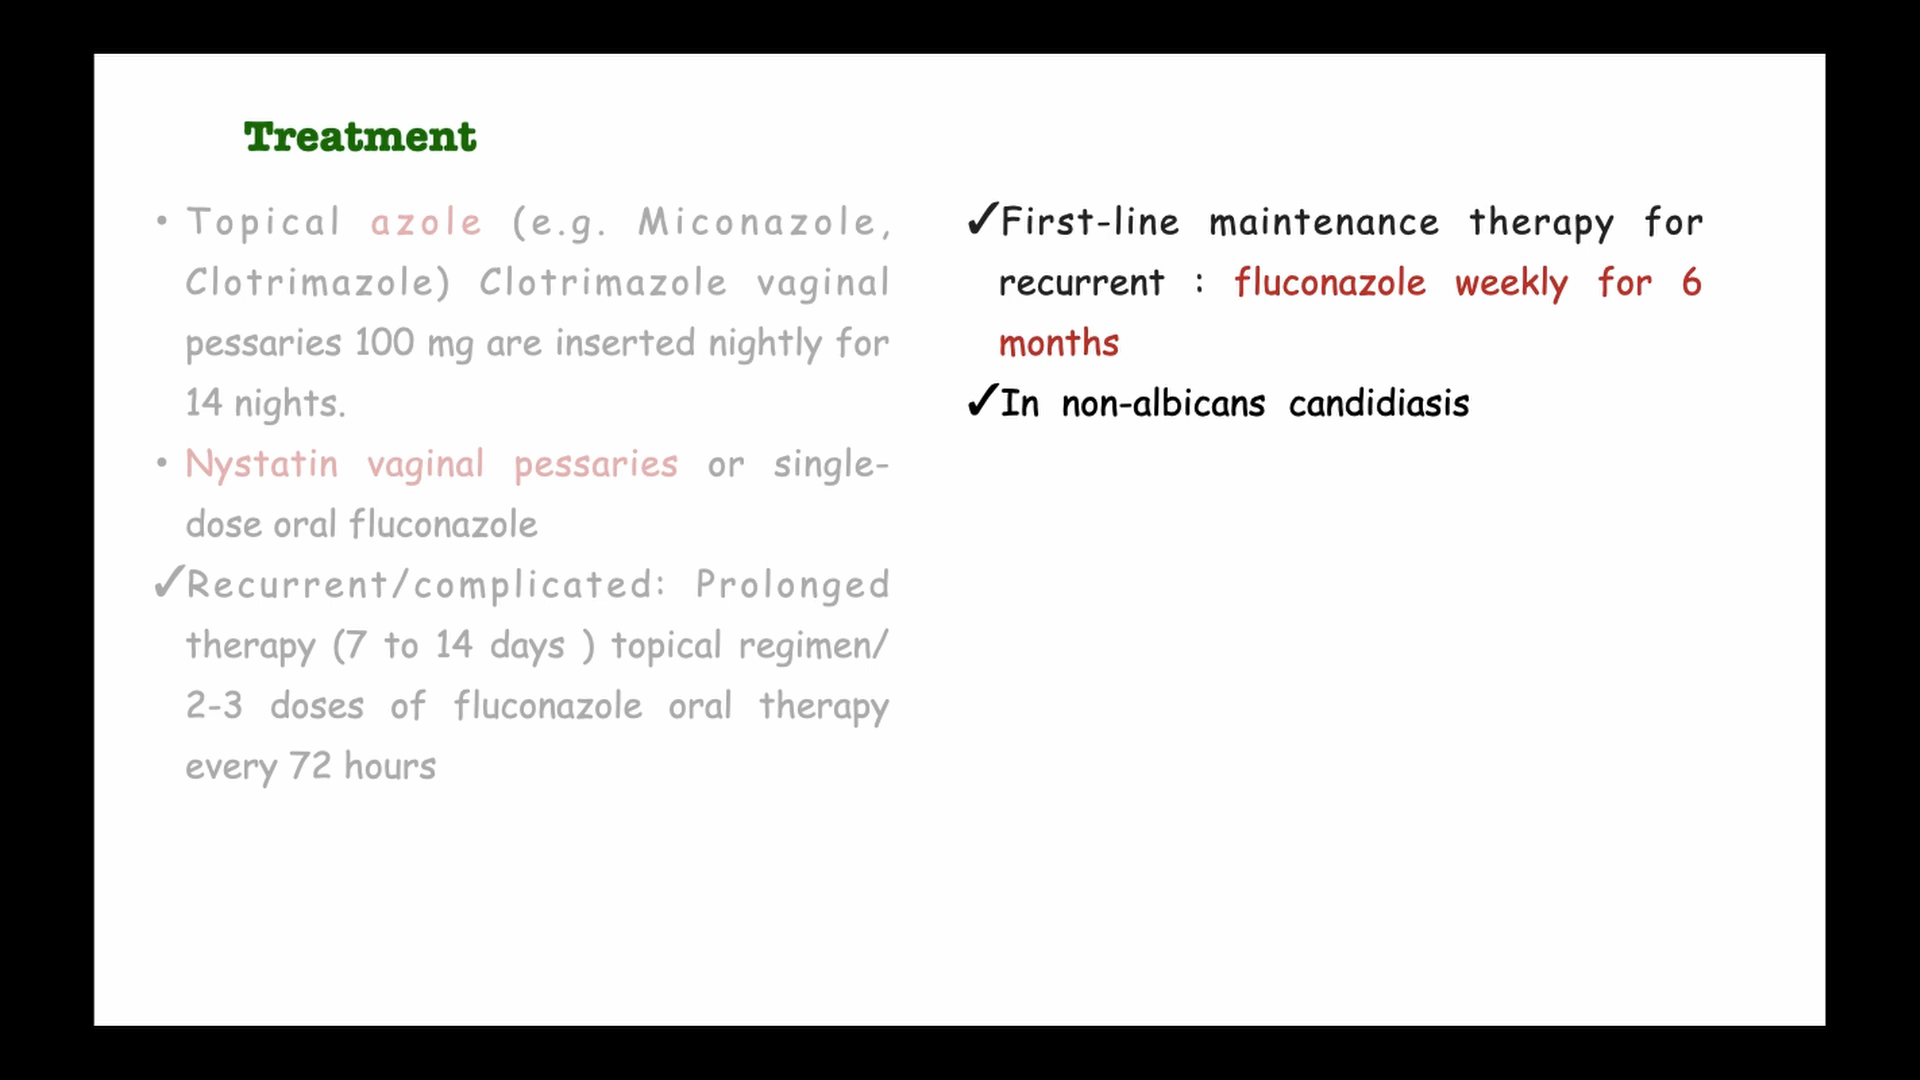 Treatment
• Topical azole (e.g. Miconazole,
Clotrimazole) Clotrimazole vaginal
pessaries 100 mg are inserted nightly for
14 nights.
• Nystatin vaginal pessaries or single-
dose oral fluconazole
✓Recurrent/complicated: Prolonged
therapy (7 to 14 days ) topical regimen/
2-3 doses of fluconazole oral therapy
every 72 hours
✓First-line maintenance therapy for
recurrent : fluconazole weekly for 6
months
✓In non-albicans candidiasis